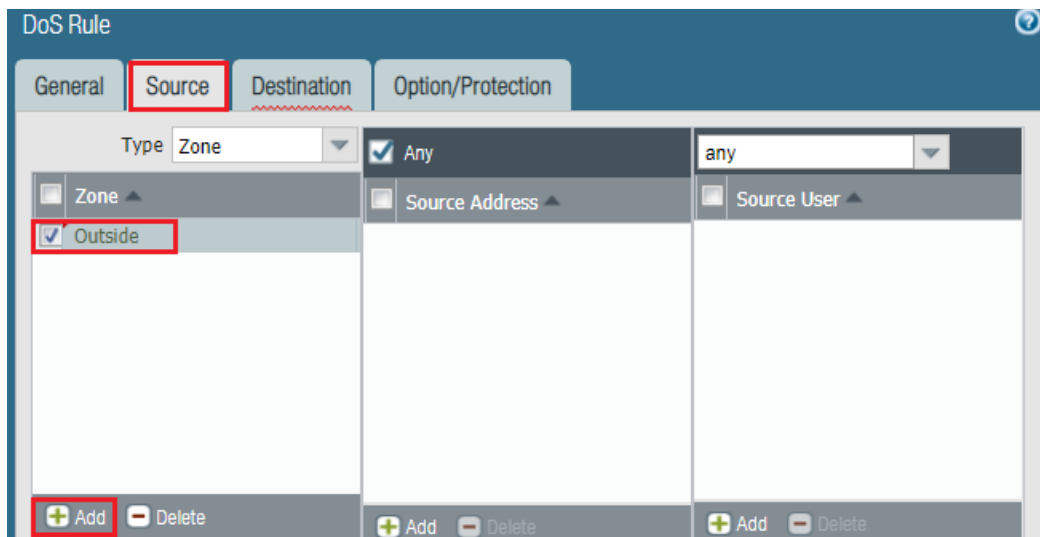 DoS Rule
General Source Destination Option/Protection
Type Zone
Any
any
Zone
Source Address
Source User
Outside
Add Delete
Add Delete
Add Delete